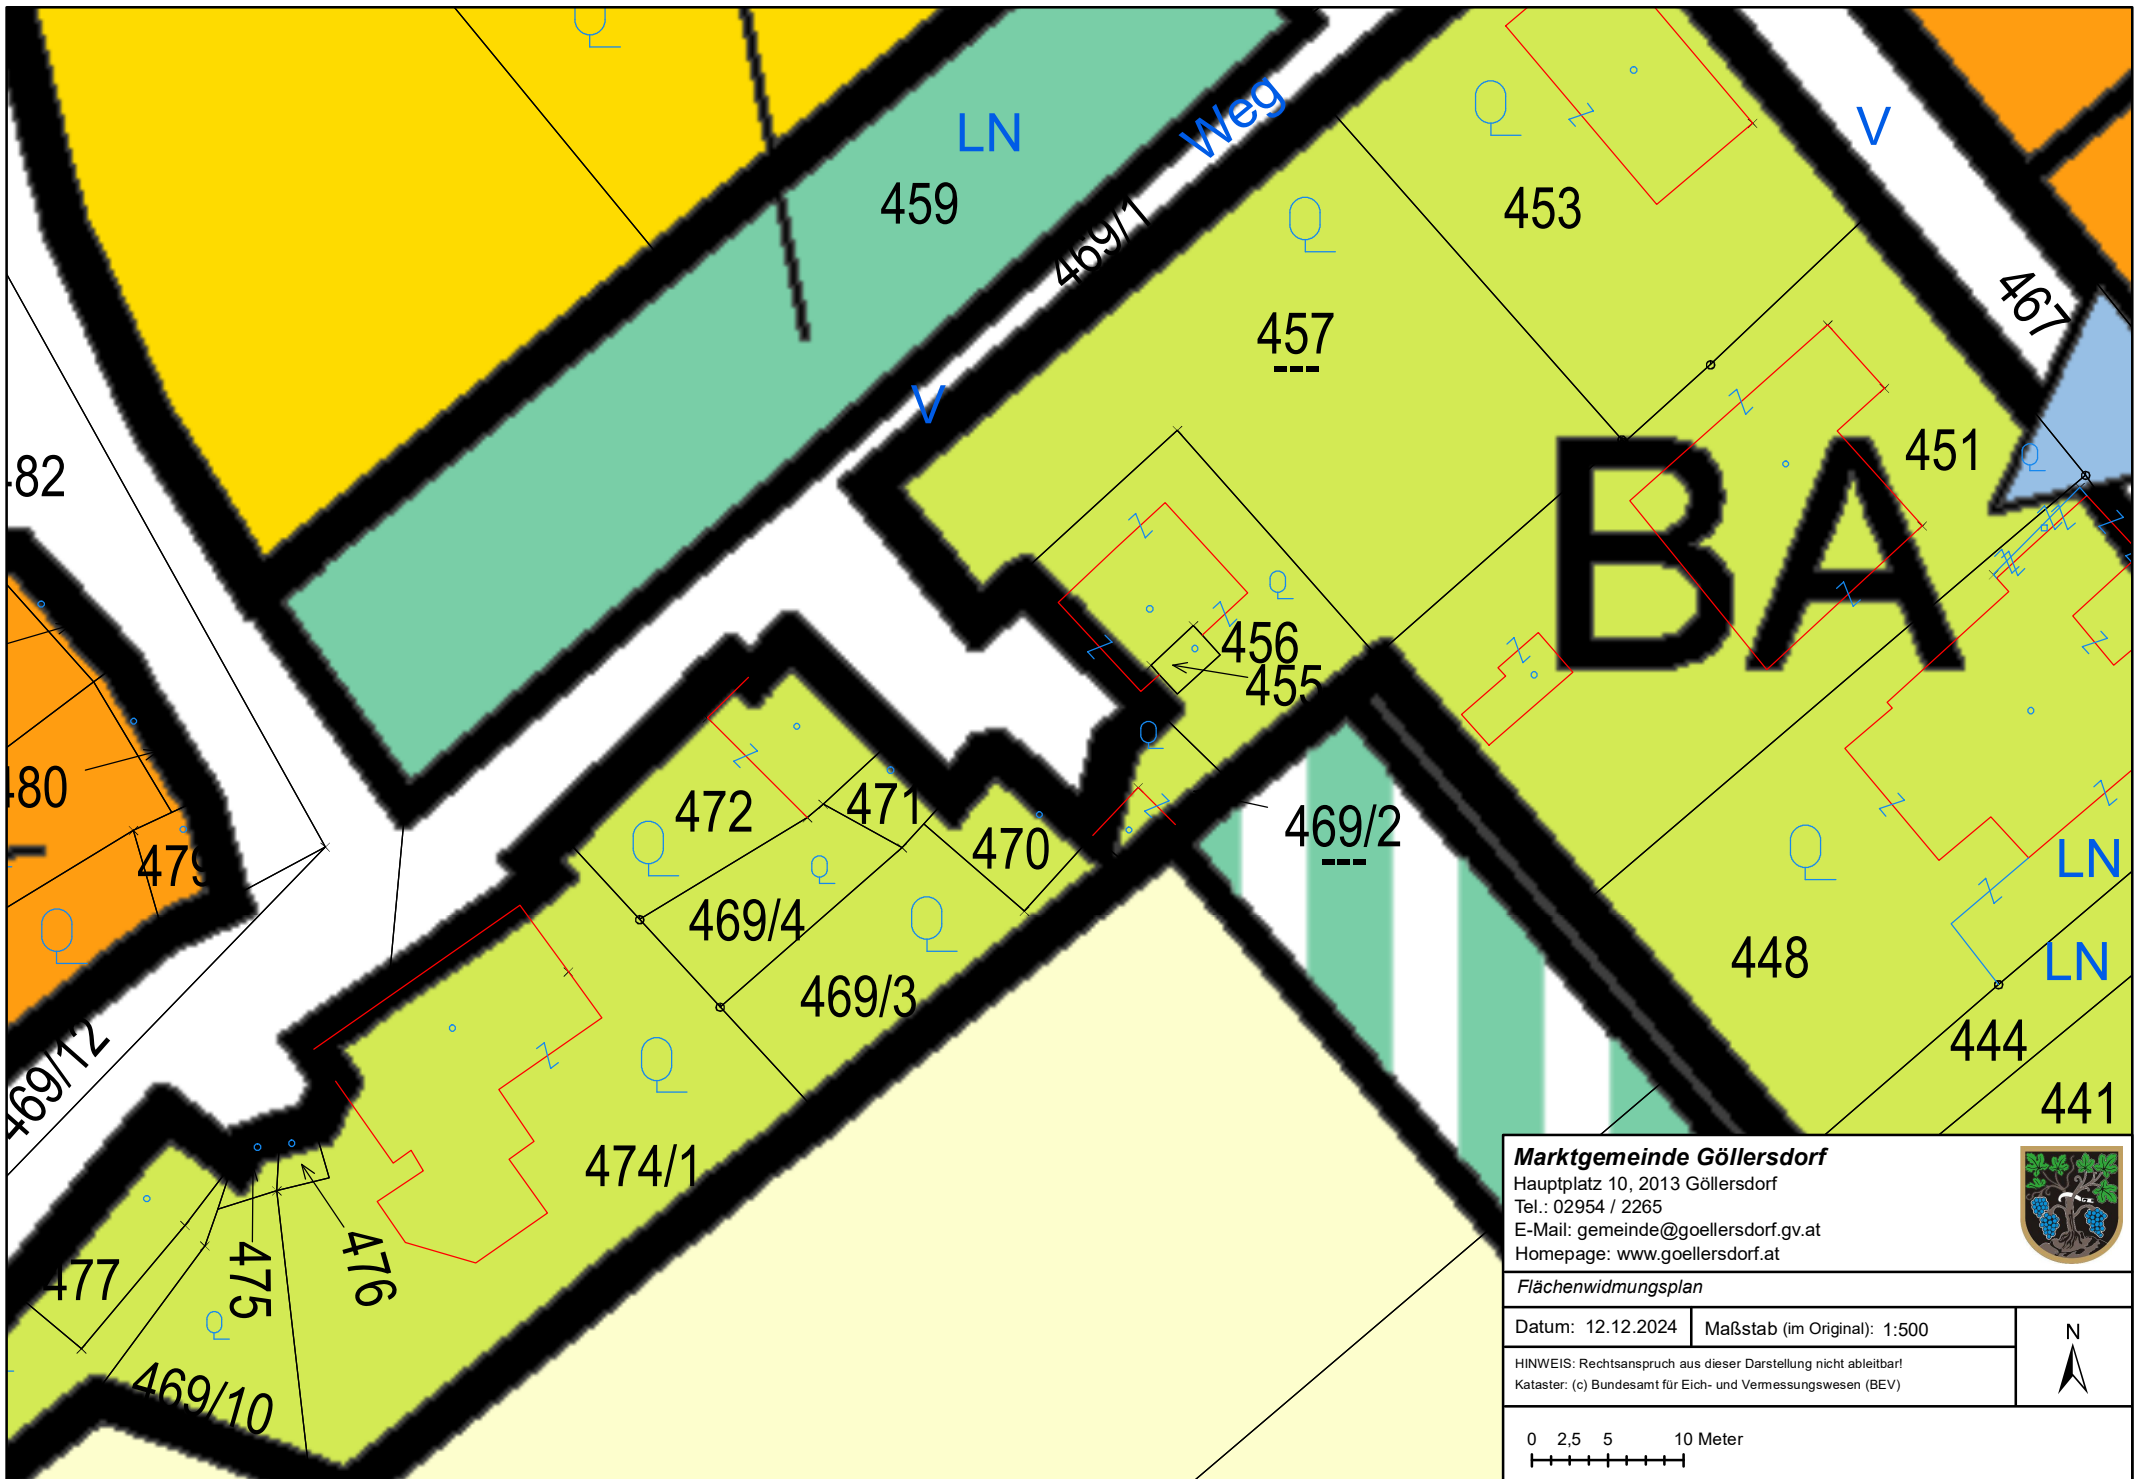 LN
459
Weg
469/1
V
453
V
467
457
BA
451
82
456
455
480
479
472
471
470
469/2
469/4
469/3
LN
LN
448
444
441
469/12
474/1
477
475
476
469/10
Marktgemeinde Göllersdorf
Hauptplatz 10, 2013 Göllersdorf
Tel.: 02954 / 2265
E-Mail: gemeinde@goellersdorf.gv.at
Homepage: www.goellersdorf.at
Flächenwidmungsplan
Datum: 12.12.2024 Maßstab (im Original): 1:500
N
HINWEIS: Rechtsanspruch aus dieser Darstellung nicht ableitbar!
Kataster: (c) Bundesamt für Eich- und Vermessungswesen (BEV)
0 2,5 5 10 Meter